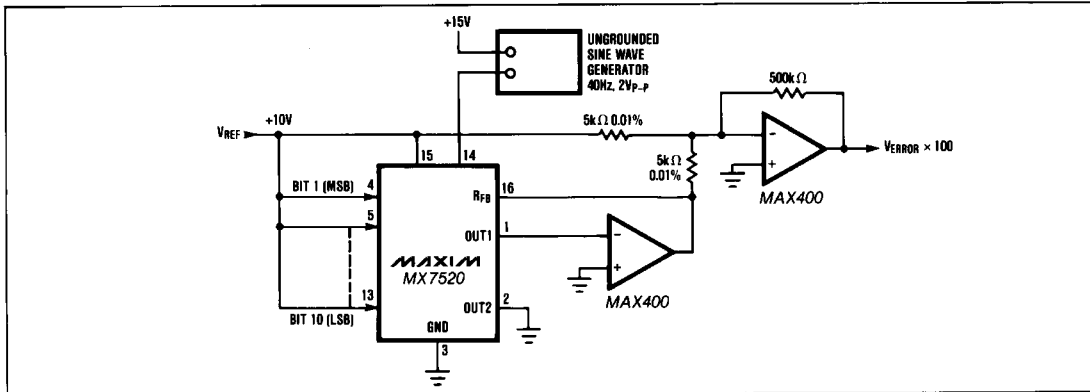 +15V
UNGROUNDED
SINE WAVE
GENERATOR
40Hz, 2VP-P
500kΩ
VREF
+10V
5kΩ 0.01%
-
+
VERROR × 100
MAX400
15
14
5kΩ
0.01%
BIT 1 (MSB)
4
RFB
16
5
OUT1
1
-
+
MAX400
MAXIM
MX7520
13
BIT 10 (LSB)
OUT2
2
GND
3